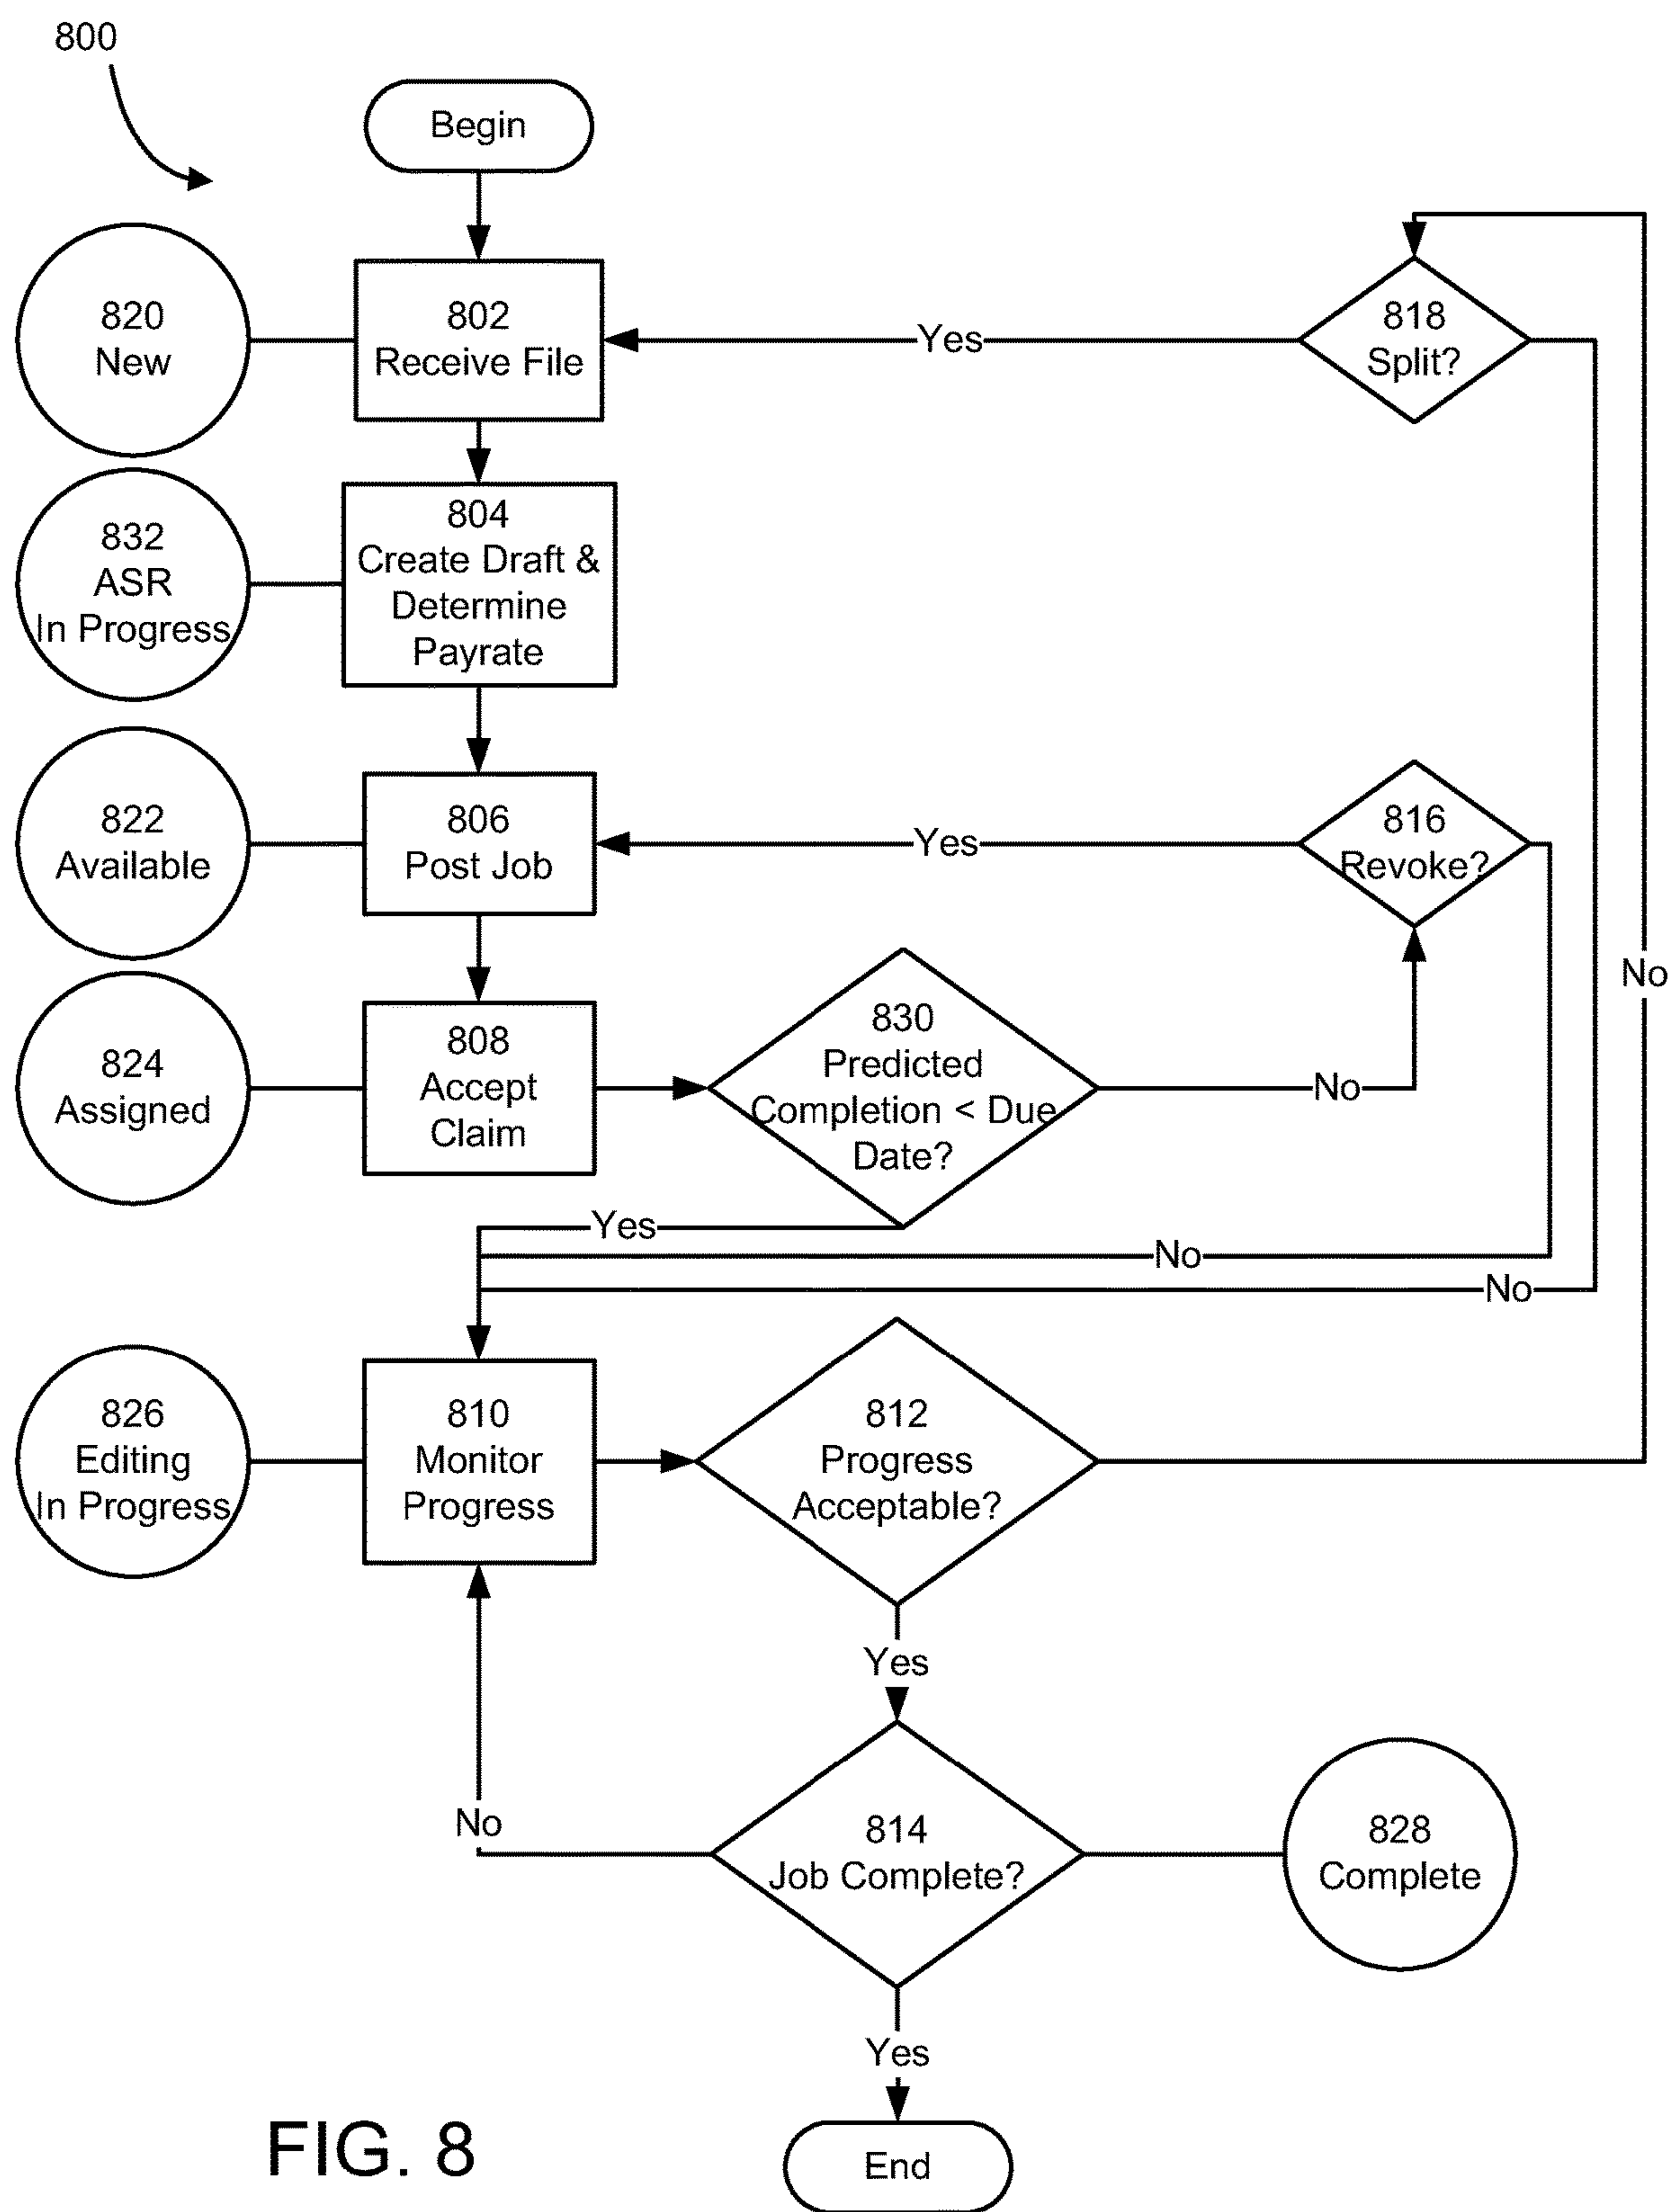 800
Begin
820
New
802
Receive File
Yes
818
Split?
832
ASR
In Progress
804
Create Draft &
Determine
Payrate
822
Available
806
Post Job
Yes
816
Revoke?
No
824
Assigned
808
Accept
Claim
830
Predicted
Completion < Due
Date?
No
Yes
No
No
826
Editing
In Progress
810
Monitor
Progress
812
Progress
Acceptable?
Yes
No
814
Job Complete?
828
Complete
Yes
End
FIG. 8